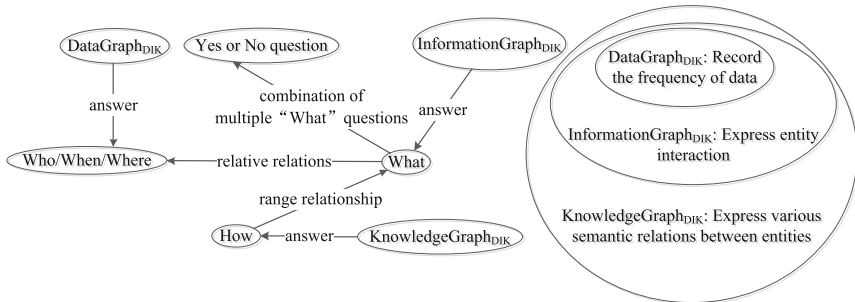 DataGraphDIK
Yes or No question
InformationGraphDIK
combination of
multiple “What” questions
answer
answer
Who/When/Where
relative relations
What
range relationship
How
answer
KnowledgeGraphDIK
DataGraphDIK: Record
the frequency of data
InformationGraphDIK: Express entity
interaction
KnowledgeGraphDIK: Express various
semantic relations between entities